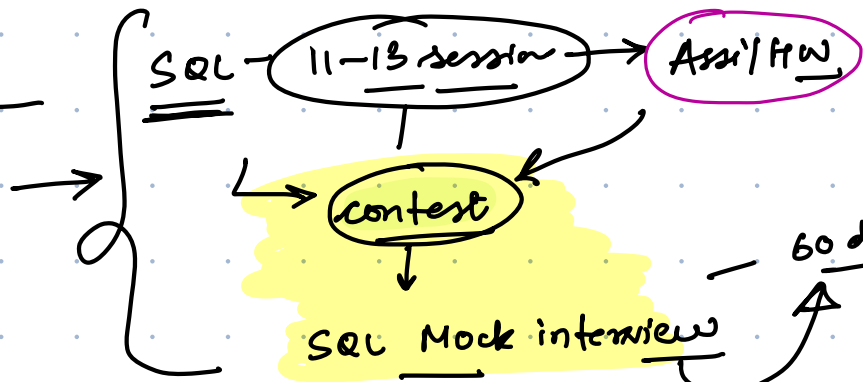 SQL - 11-13 session → Assi/HW
contest
60
SQL Mock interview